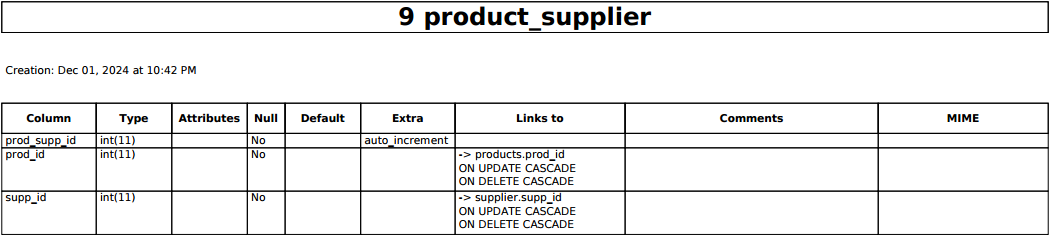 9 product_supplier
Creation: Dec 01, 2024 at 10:42 PM
Column Type Attributes Null Default Extra Links to Comments MIME
prod_supp_id int(11) No auto_increment
prod_id int(11) No -> products.prod_id
ON UPDATE CASCADE
ON DELETE CASCADE
supp_id int(11) No -> supplier.supp_id
ON UPDATE CASCADE
ON DELETE CASCADE